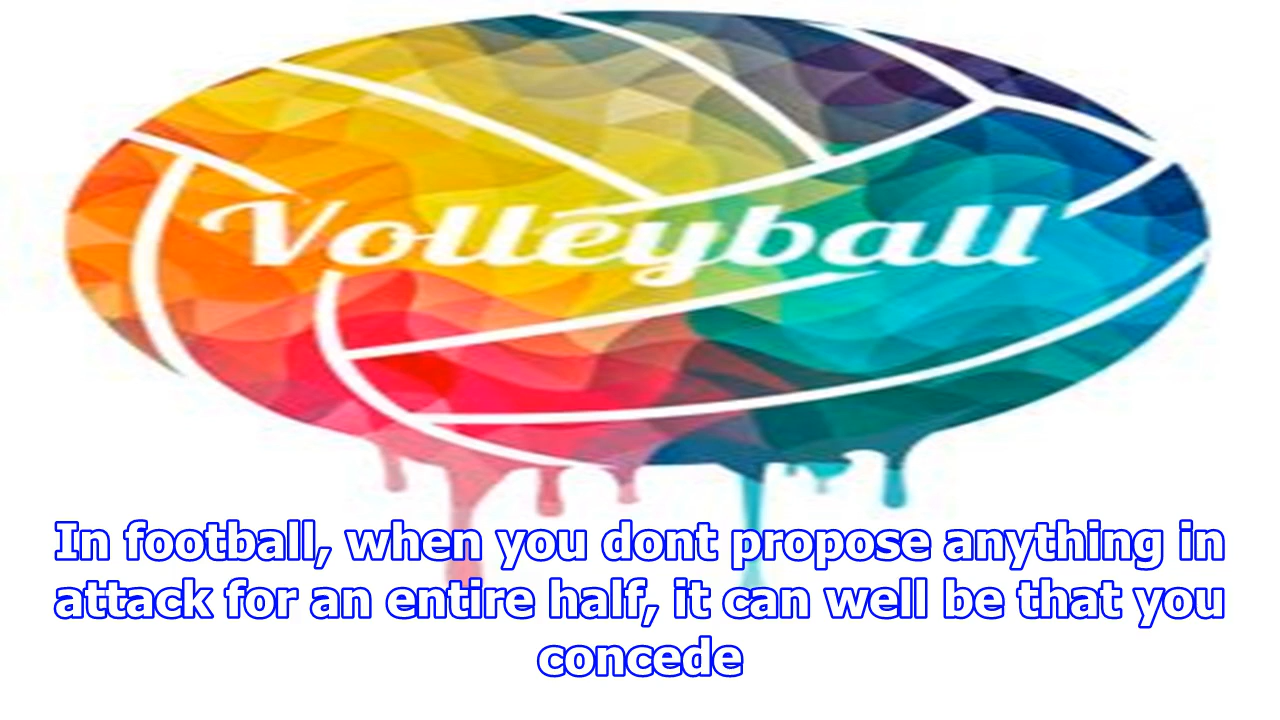 Volleyball
In football, when you dont propose anything in
attack for an entire half, it can well be that you
concede